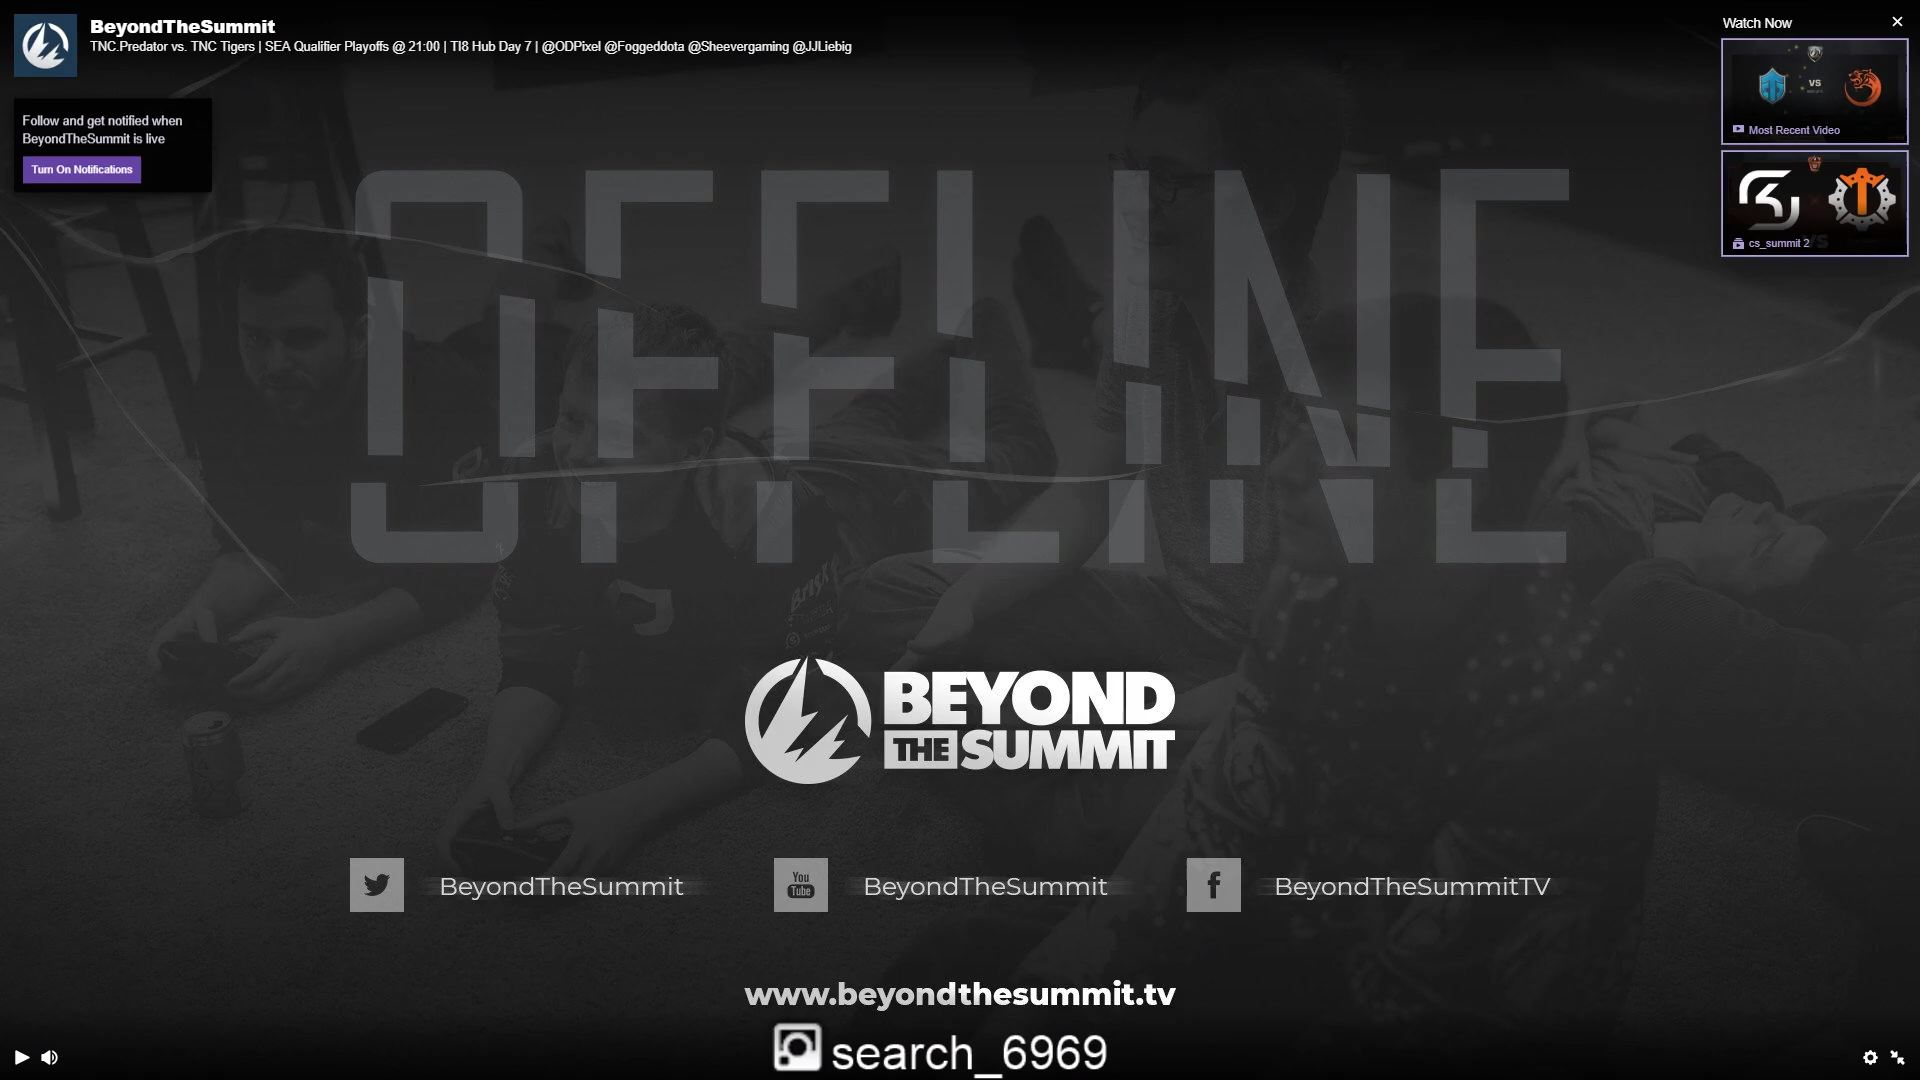 BeyondTheSummit
TNC.Predator vs. TNC Tigers | SEA Qualifier Playoffs @ 21:00 | TI8 Hub Day 7 | @ODPixel @Foggeddota @Sheevergaming @JJLiebig
Watch Now
Follow and get notified when
BeyondTheSummit is live
Turn On Notifications
VS
Most Recent Video
VS
cs_summit 2
OFFLINE
BEYOND
THE SUMMIT
BeyondTheSummit
You
Tube
BeyondTheSummit
BeyondTheSummitTV
www.beyondthesummit.tv
search_6969